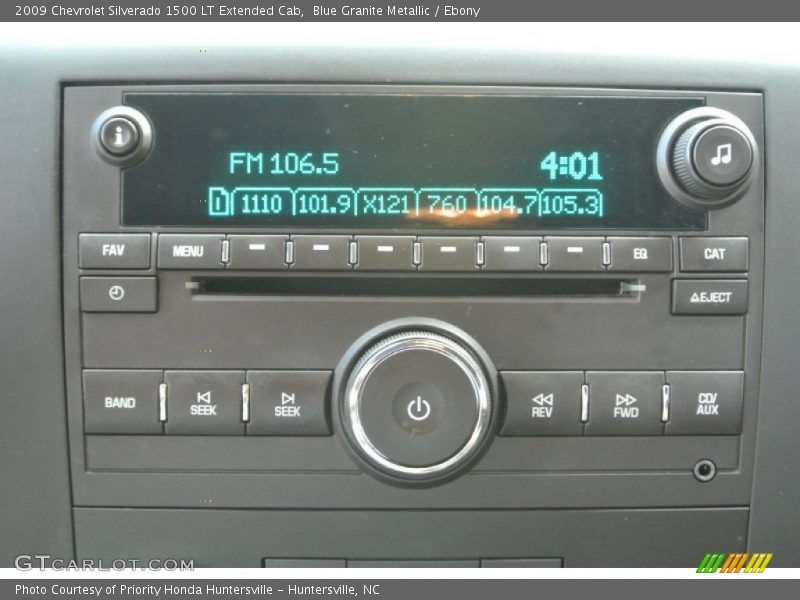 2009 Chevrolet Silverado 1500 LT Extended Cab, Blue Granite Metallic / Ebony
i
FM 106.5 4:01
D 1110 101.9 X121 760 104.7 105.3
FAV MENU EQ CAT
EJECT
BAND SEEK SEEK REV FWD CD/
AUX
GTCARLOT.COM
Photo Courtesy of Priority Honda Huntersville - Huntersville, NC